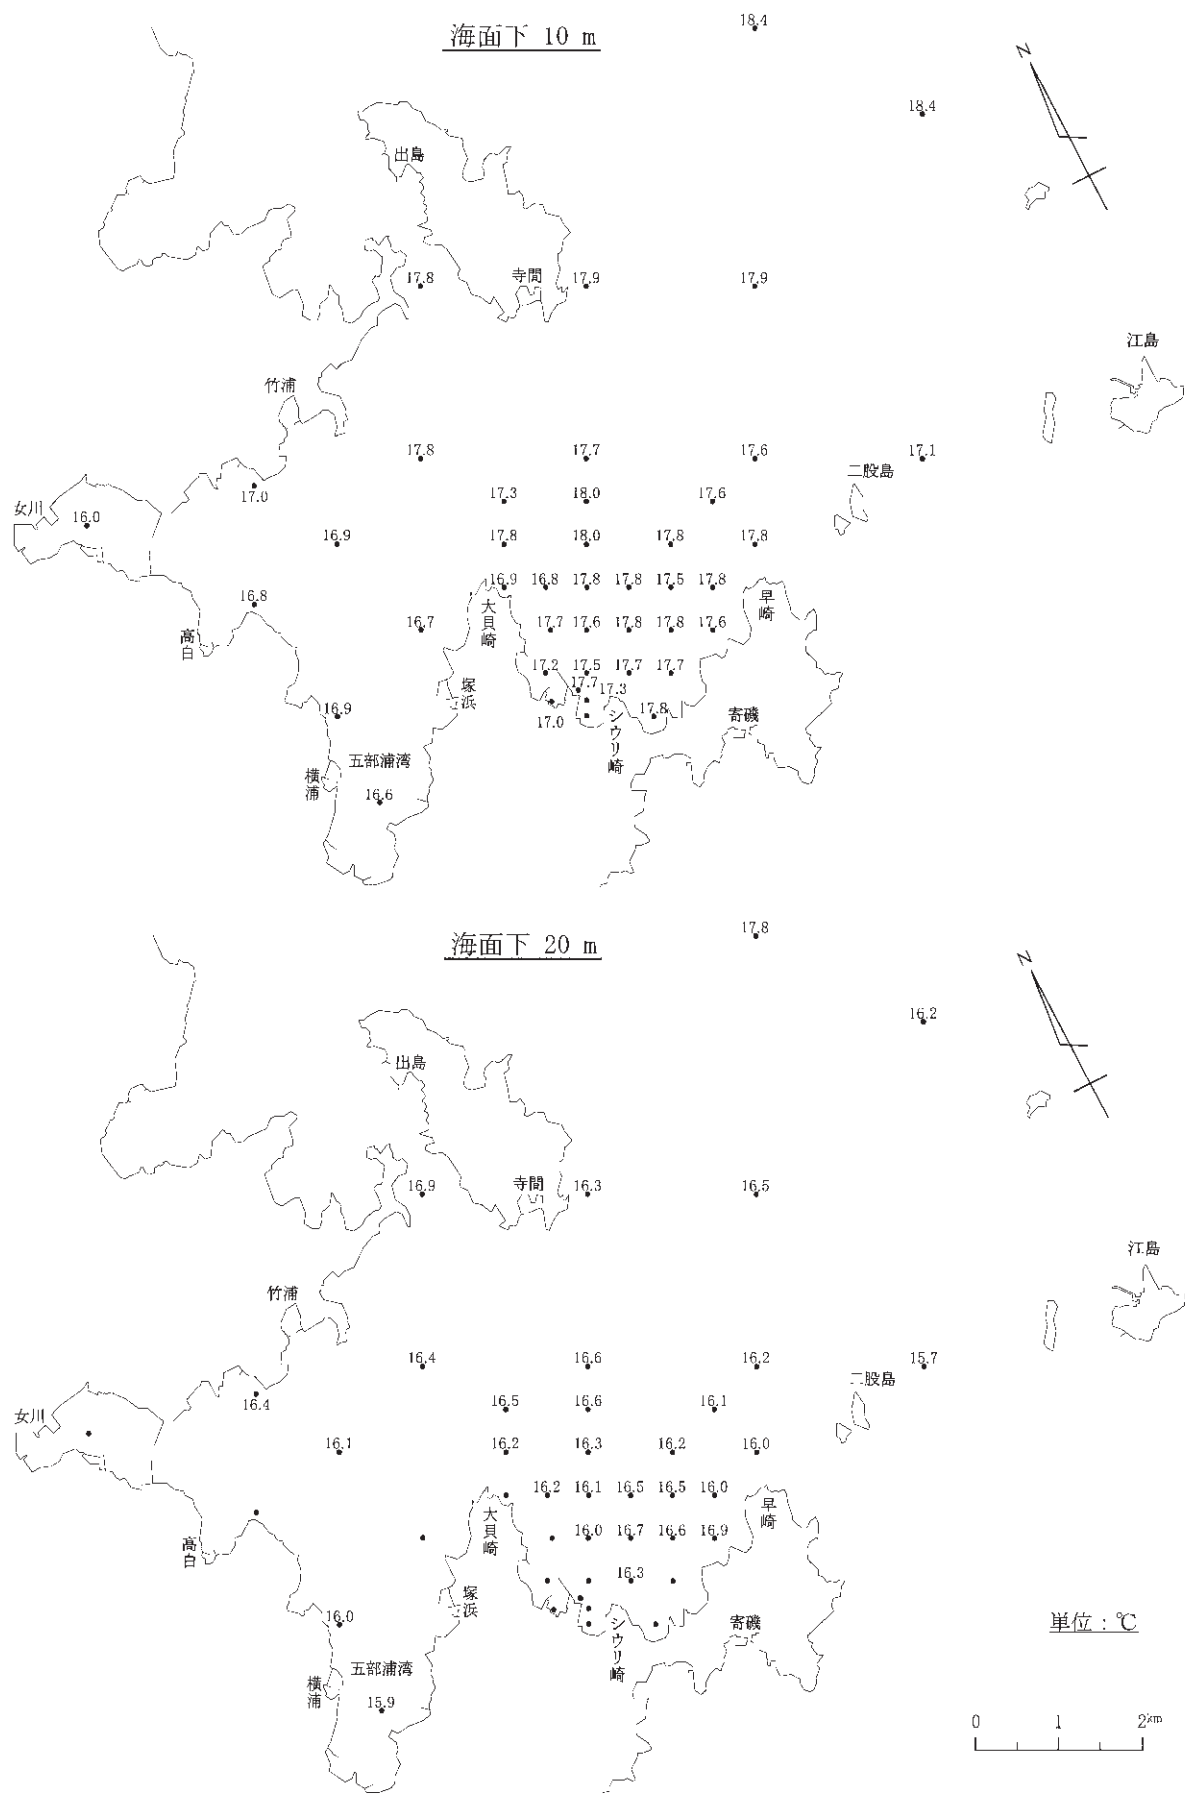 海面下 10 m
18.4
N
18.4
出島
17.8
寺間
17.9
17.9
江島
竹浦
17.8
17.7
17.6
17.1
二股島
17.0
17.3
18.0
17.6
女川
16.0
16.9
17.8
18.0
17.8
17.8
16.9
16.8
17.8
17.8
17.5
17.8
16.8
大貝崎
早崎
高白
16.7
17.7
17.6
17.8
17.8
17.6
17.2
17.5
17.7
17.7
塚浜
17.7
17.3
16.9
17.0
シウリ崎
17.8
寄磯
五部浦湾
横浦
16.6
海面下 20 m
17.8
N
16.2
出島
16.9
寺間
16.3
16.5
江島
竹浦
16.4
16.6
16.2
15.7
二股島
16.4
16.5
16.6
16.1
女川
16.1
16.2
16.3
16.2
16.0
16.2
16.1
16.5
16.5
16.0
大貝崎
早崎
高白
16.0
16.7
16.6
16.9
16.3
塚浜
16.0
シウリ崎
寄磯
単位:℃
五部浦湾
横浦
15.9
0 1 2km